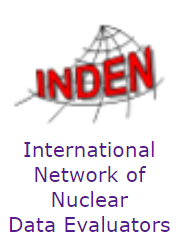 INDEN
International
Network of
Nuclear
Data Evaluators